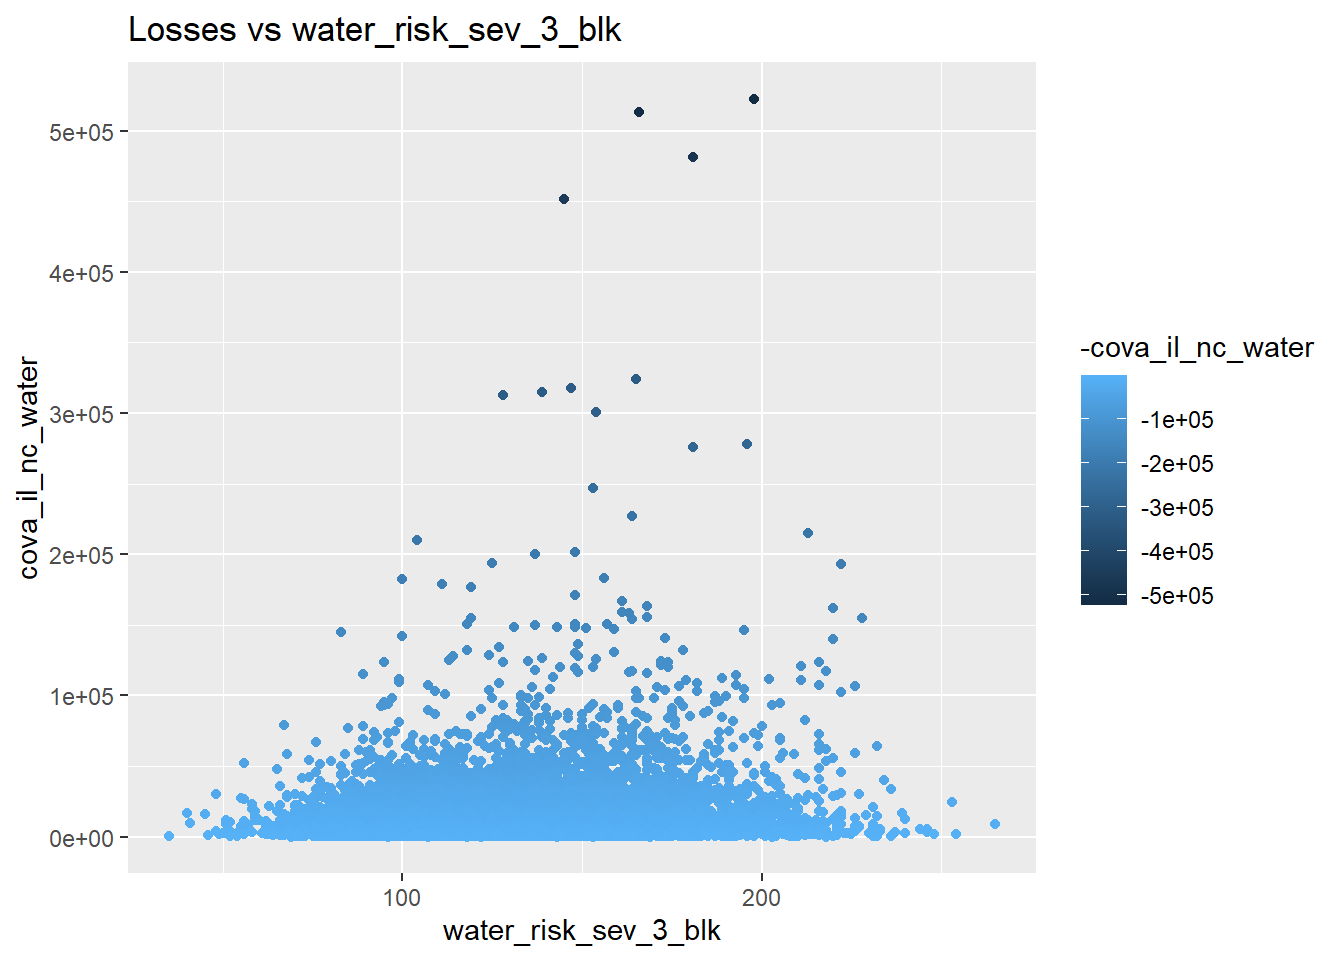 Losses vs water_risk_sev_3_blk
cova_il_nc_water
5e+05
4e+05
3e+05
2e+05
1e+05
0e+00
100
200
water_risk_sev_3_blk
-cova_il_nc_water
-1e+05
-2e+05
-3e+05
-4e+05
-5e+05